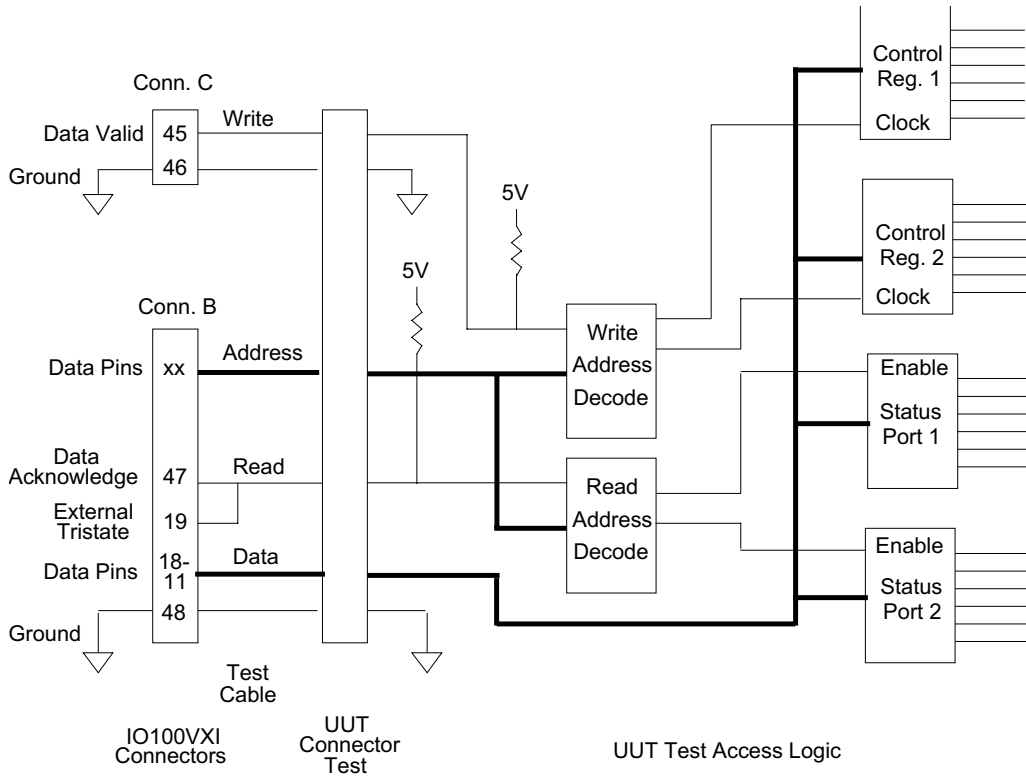 Conn. C
Data Valid
45
Write
Ground
46
5V
5V
Conn. B
Data Pins
xx
Address
Data
Acknowledge
47
Read
External
Tristate
19
Data Pins
18-
11
Data
Ground
48
Test
Cable
IO100VXI
Connectors
UUT
Connector
Test
Write
Address
Decode
Read
Address
Decode
UUT Test Access Logic
Control
Reg. 1
Clock
Control
Reg. 2
Clock
Enable
Status
Port 1
Enable
Status
Port 2